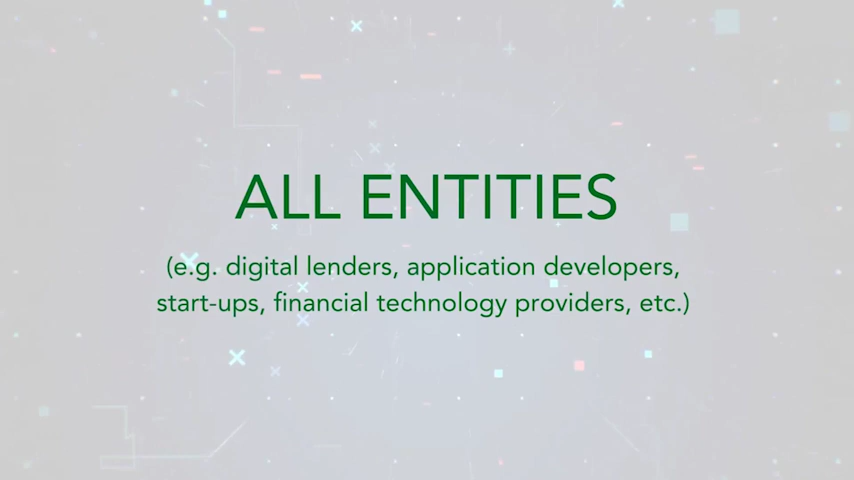 ALL ENTITIES
(e.g. digital lenders, application developers,
start-ups, financial technology providers, etc.)